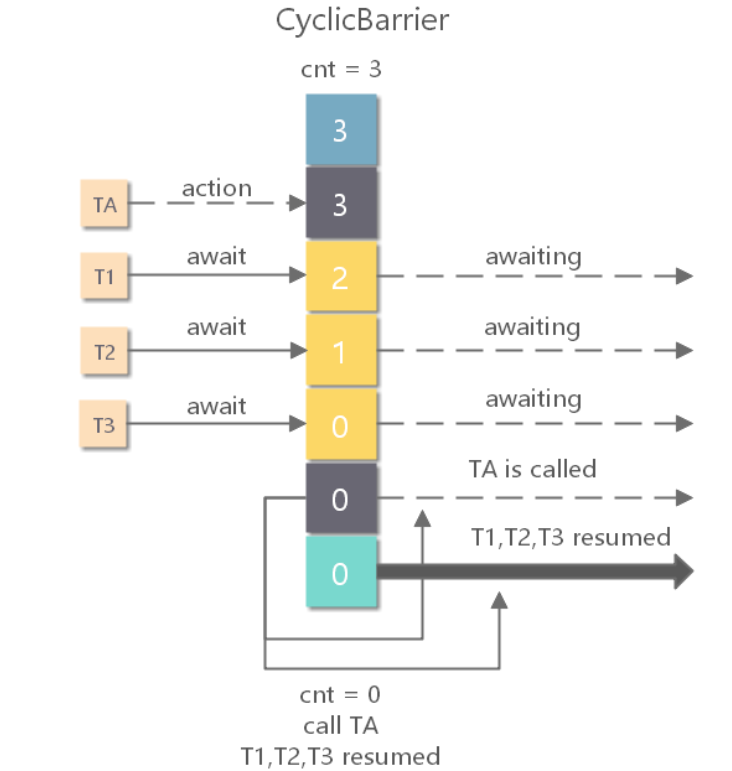 CyclicBarrier
cnt = 3
3
TA action 3
T1 await 2 awaiting
T2 await 1 awaiting
T3 await 0 awaiting
0 TA is called
0 T1,T2,T3 resumed
cnt = 0
call TA
T1,T2,T3 resumed